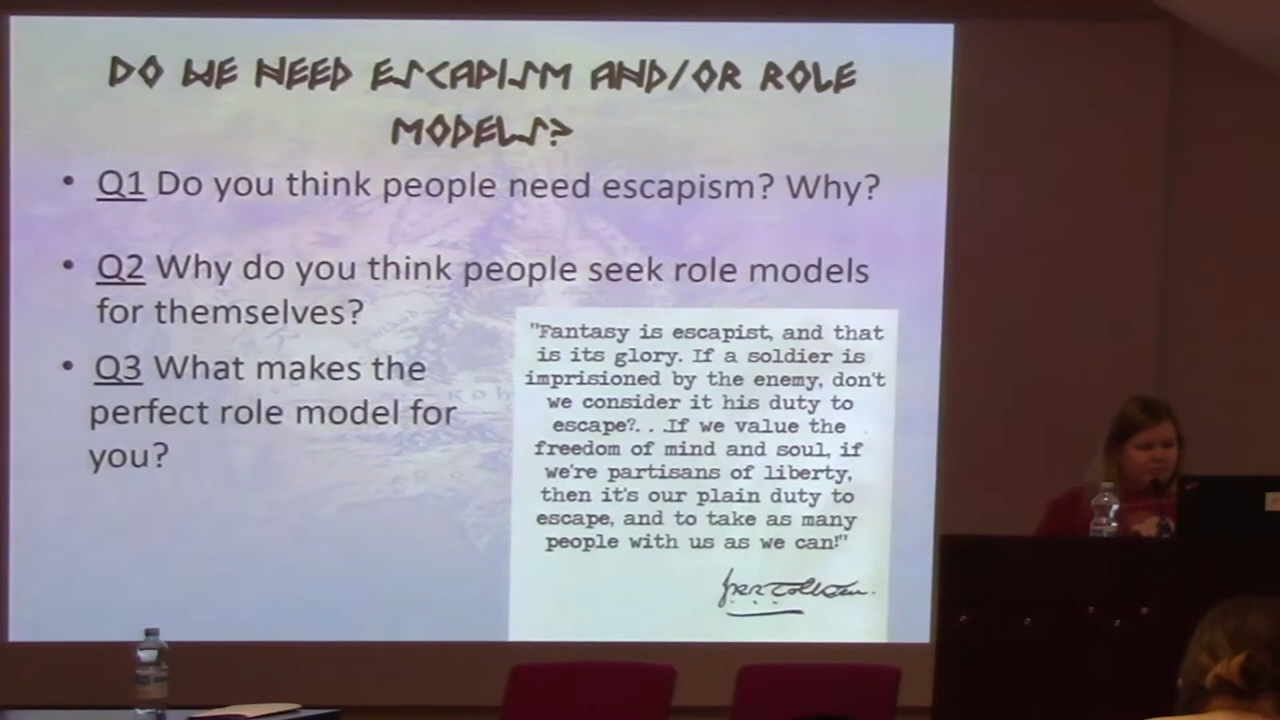 DO WE NEED ESCAPISM AND/OR ROLE
MODELS?
• Q1 Do you think people need escapism? Why?
• Q2 Why do you think people seek role models
for themselves?
• Q3 What makes the
perfect role model for
you?
"Fantasy is escapist, and that
is its glory. If a soldier is
imprisioned by the enemy, don't
we consider it his duty to
escape?. . .If we value the
freedom of mind and soul, if
we're partisans of liberty,
then it's our plain duty to
escape, and to take as many
people with us as we can!"
JRR Tolkien.